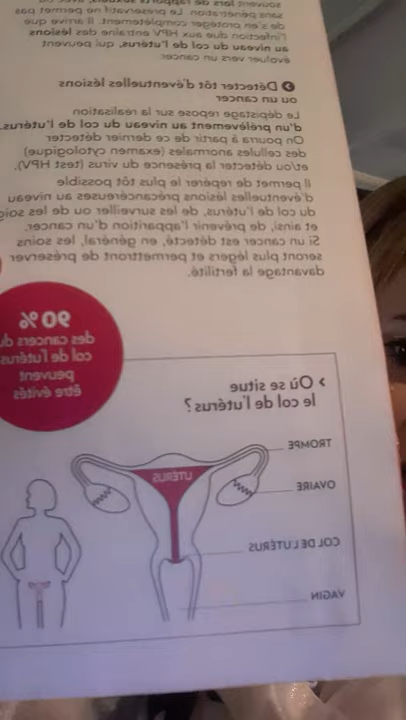 souvent lors de rapports sexuels, avec ou
sans pénétration. Le préservatif ne permet pas
de s'en protéger complètement. Il arrive que
l'infection due aux HPV entraîne des lésions
au niveau du col de l'utérus, qui peuvent
évoluer vers un cancer.
Détecter tôt d'éventuelles lésions
ou un cancer
Le dépistage repose sur la réalisation
d'un prélèvement au niveau du col de l'utérus.
On pourra à partir de ce dernier détecter
des cellules anormales (examen cytologique)
et/ou détecter la présence du virus (test HPV).
Il permet de repérer le plus tôt possible
d'éventuelles lésions précancéreuses au niveau
du col de l'utérus, de les surveiller ou de les soig
et ainsi, de prévenir l'apparition d'un cancer.
Si un cancer est détecté, en général, les soins
seront plus légers et permettront de préserver
davantage la fertilité.
90 %
des cancers du
col de l'utérus
peuvent
être évités
› Où se situe
le col de l'utérus ?
UTÉRUS
TROMPE
OVAIRE
COL DE L'UTÉRUS
VAGIN